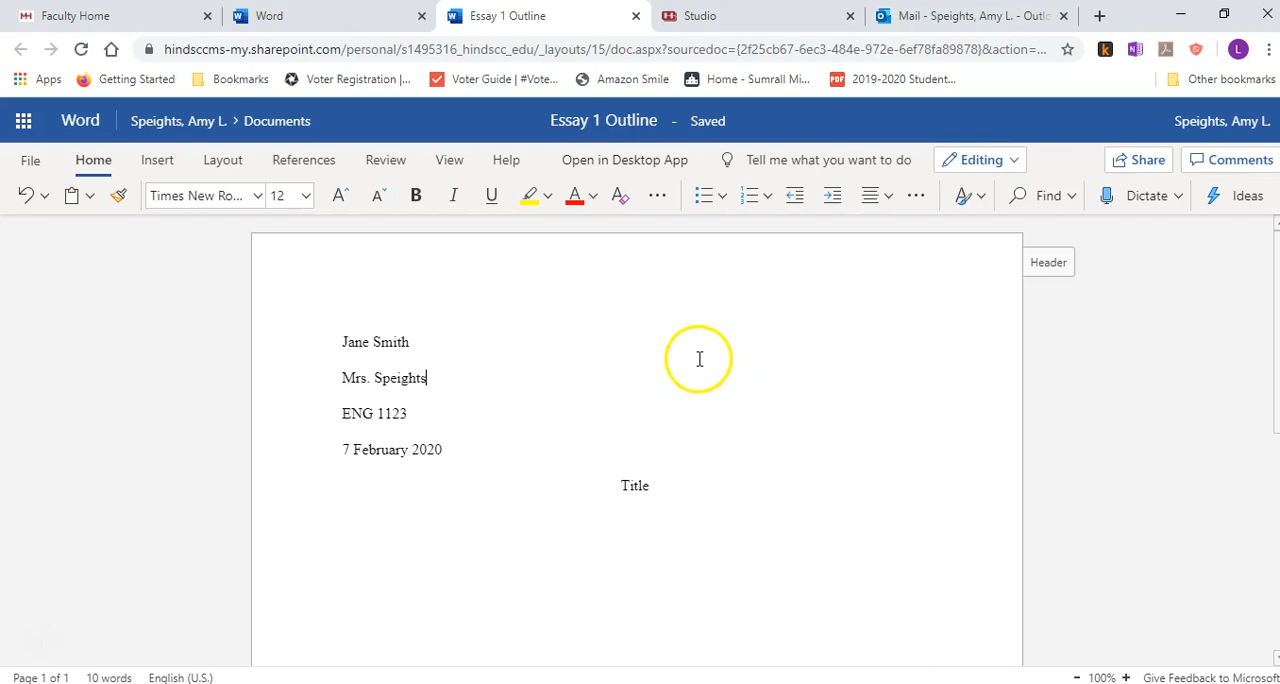 Faculty Home
Word
Essay 1 Outline
Studio
Mail - Speights, Amy L. - Outlo
hindsccms-my.sharepoint.com/personal/s1495316_hindscc_edu/_layouts/15/doc.aspx?sourcedoc={2f25cb67-6ec3-484e-972e-6ef78fa89878}&action=...
L
Apps
Getting Started
Bookmarks
Voter Registration |...
Voter Guide | #Vote...
Amazon Smile
Home - Sumrall Mi...
PDF 2019-2020 Student...
Other bookmarks
Word
Speights, Amy L. > Documents
Essay 1 Outline - Saved
Speights, Amy L.
File
Home
Insert
Layout
References
Review
View
Help
Open in Desktop App
Tell me what you want to do
Editing
Share
Comments
Times New Ro...
12
A
A
B
I
U
A
Find
Dictate
Ideas
Header
Jane Smith
Mrs. Speights
ENG 1123
7 February 2020
Title
Page 1 of 1
10 words
English (U.S.)
- 100% +
Give Feedback to Microsoft